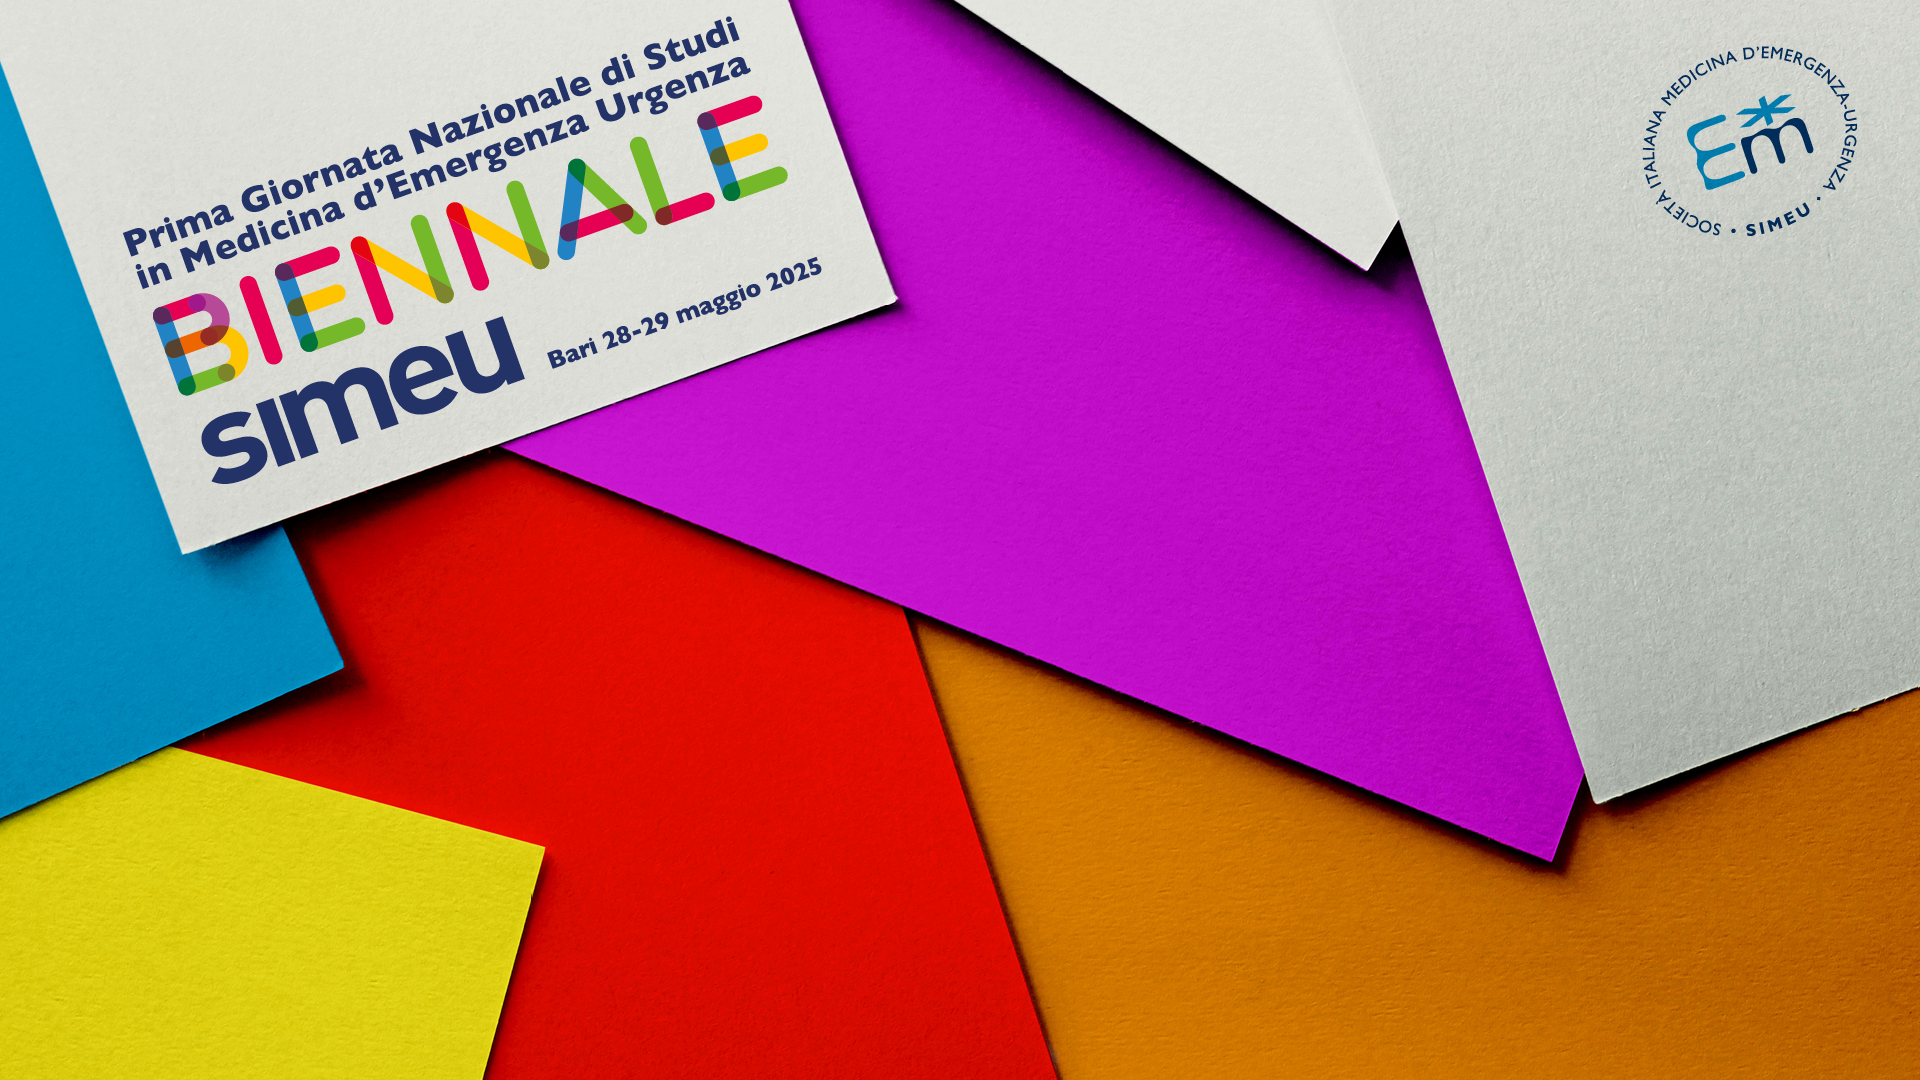 Prima Giornata Nazionale di Studi
in Medicina d'Emergenza Urgenza
BIENNALE
simeu
Bari 28-29 maggio 2025
SOCIETÀ ITALIANA MEDICINA D'EMERGENZA-URGENZA
• SIMEU •
Em